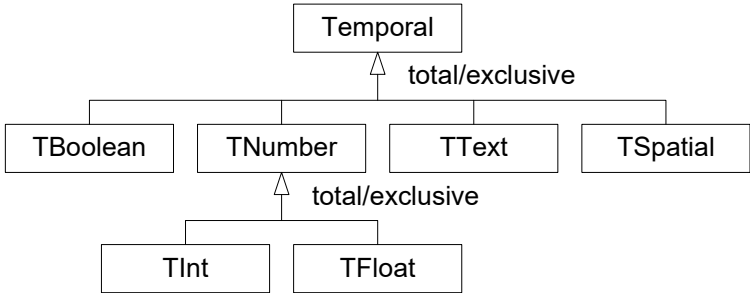 Temporal
total/exclusive
TBoolean TNumber TText TSpatial
total/exclusive
TInt TFloat